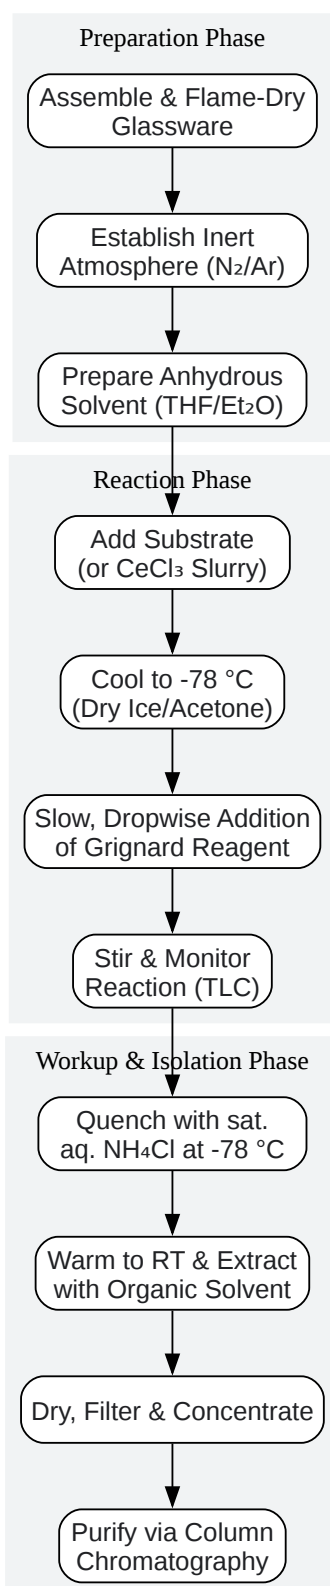 Preparation Phase
Assemble & Flame-Dry
Glassware
Establish Inert
Atmosphere (N₂/Ar)
Prepare Anhydrous
Solvent (THF/Et₂O)
Reaction Phase
Add Substrate
(or CeCl₃ Slurry)
Cool to -78 °C
(Dry Ice/Acetone)
Slow, Dropwise Addition
of Grignard Reagent
Stir & Monitor
Reaction (TLC)
Workup & Isolation Phase
Quench with sat.
aq. NH₄Cl at -78 °C
Warm to RT & Extract
with Organic Solvent
Dry, Filter & Concentrate
Purify via Column
Chromatography